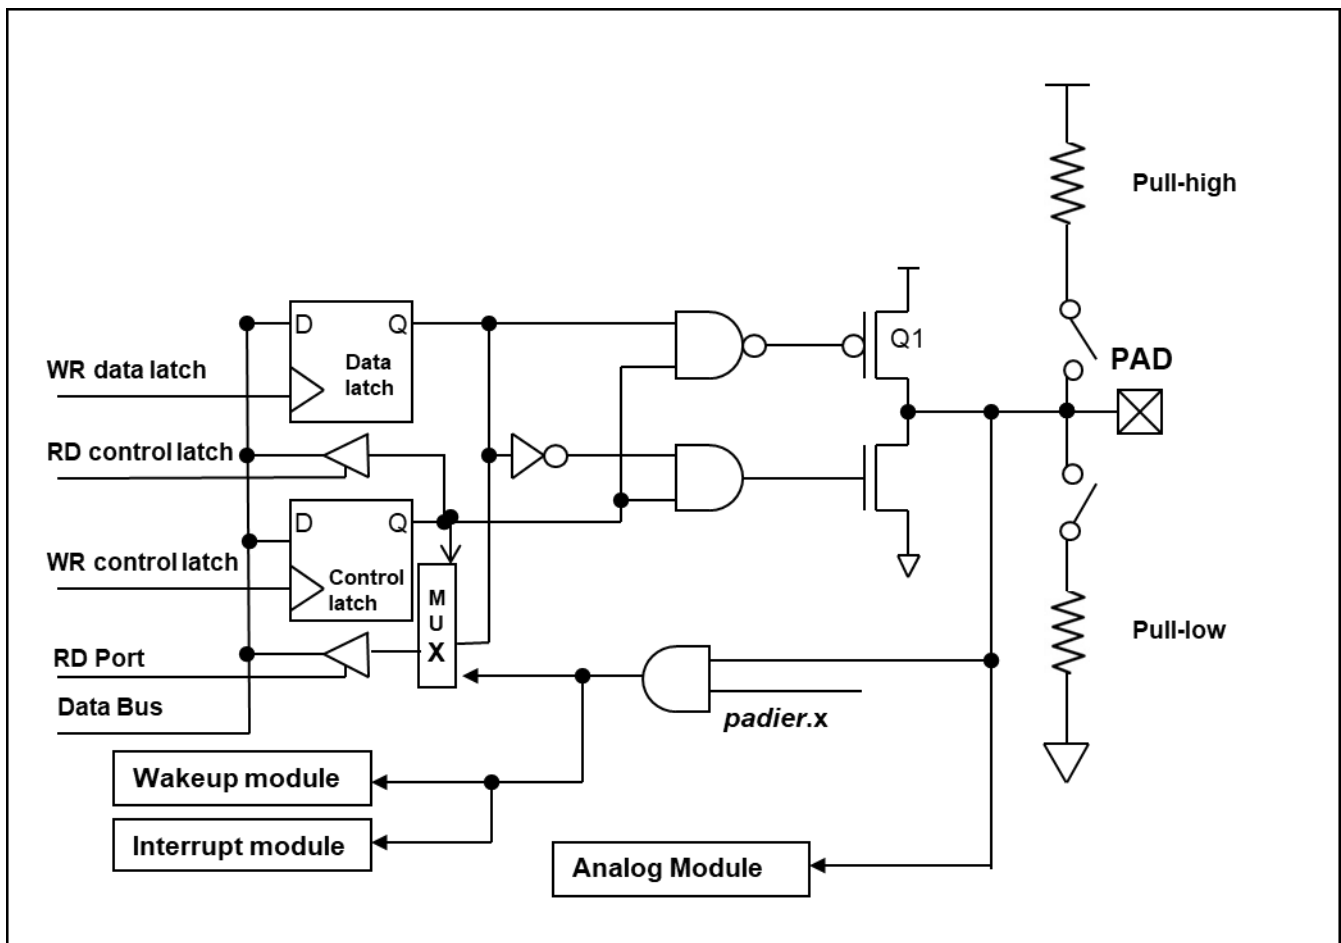 Pull-high
Q1
D
Q
Data
latch
WR data latch
PAD
RD control latch
D
Q
WR control latch
Control
latch
M
U
X
Pull-low
RD Port
Data Bus
padier.x
Wakeup module
Interrupt module
Analog Module